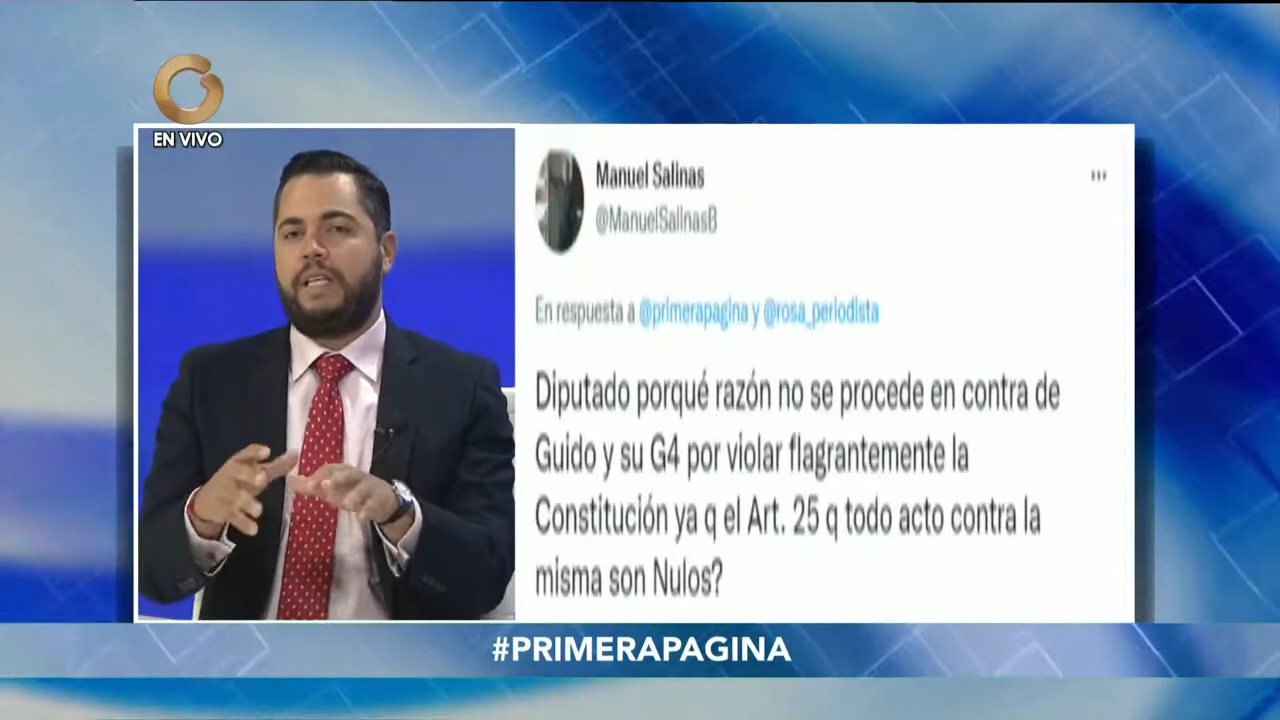 EN VIVO
Manuel Salinas
@ManuelSalinasB
En respuesta a @primerapagina y @rosa_periodista
Diputado porqué razón no se procede en contra de
Guido y su G4 por violar flagrantemente la
Constitución ya q el Art. 25 q todo acto contra la
misma son Nulos?
#PRIMERAPAGINA